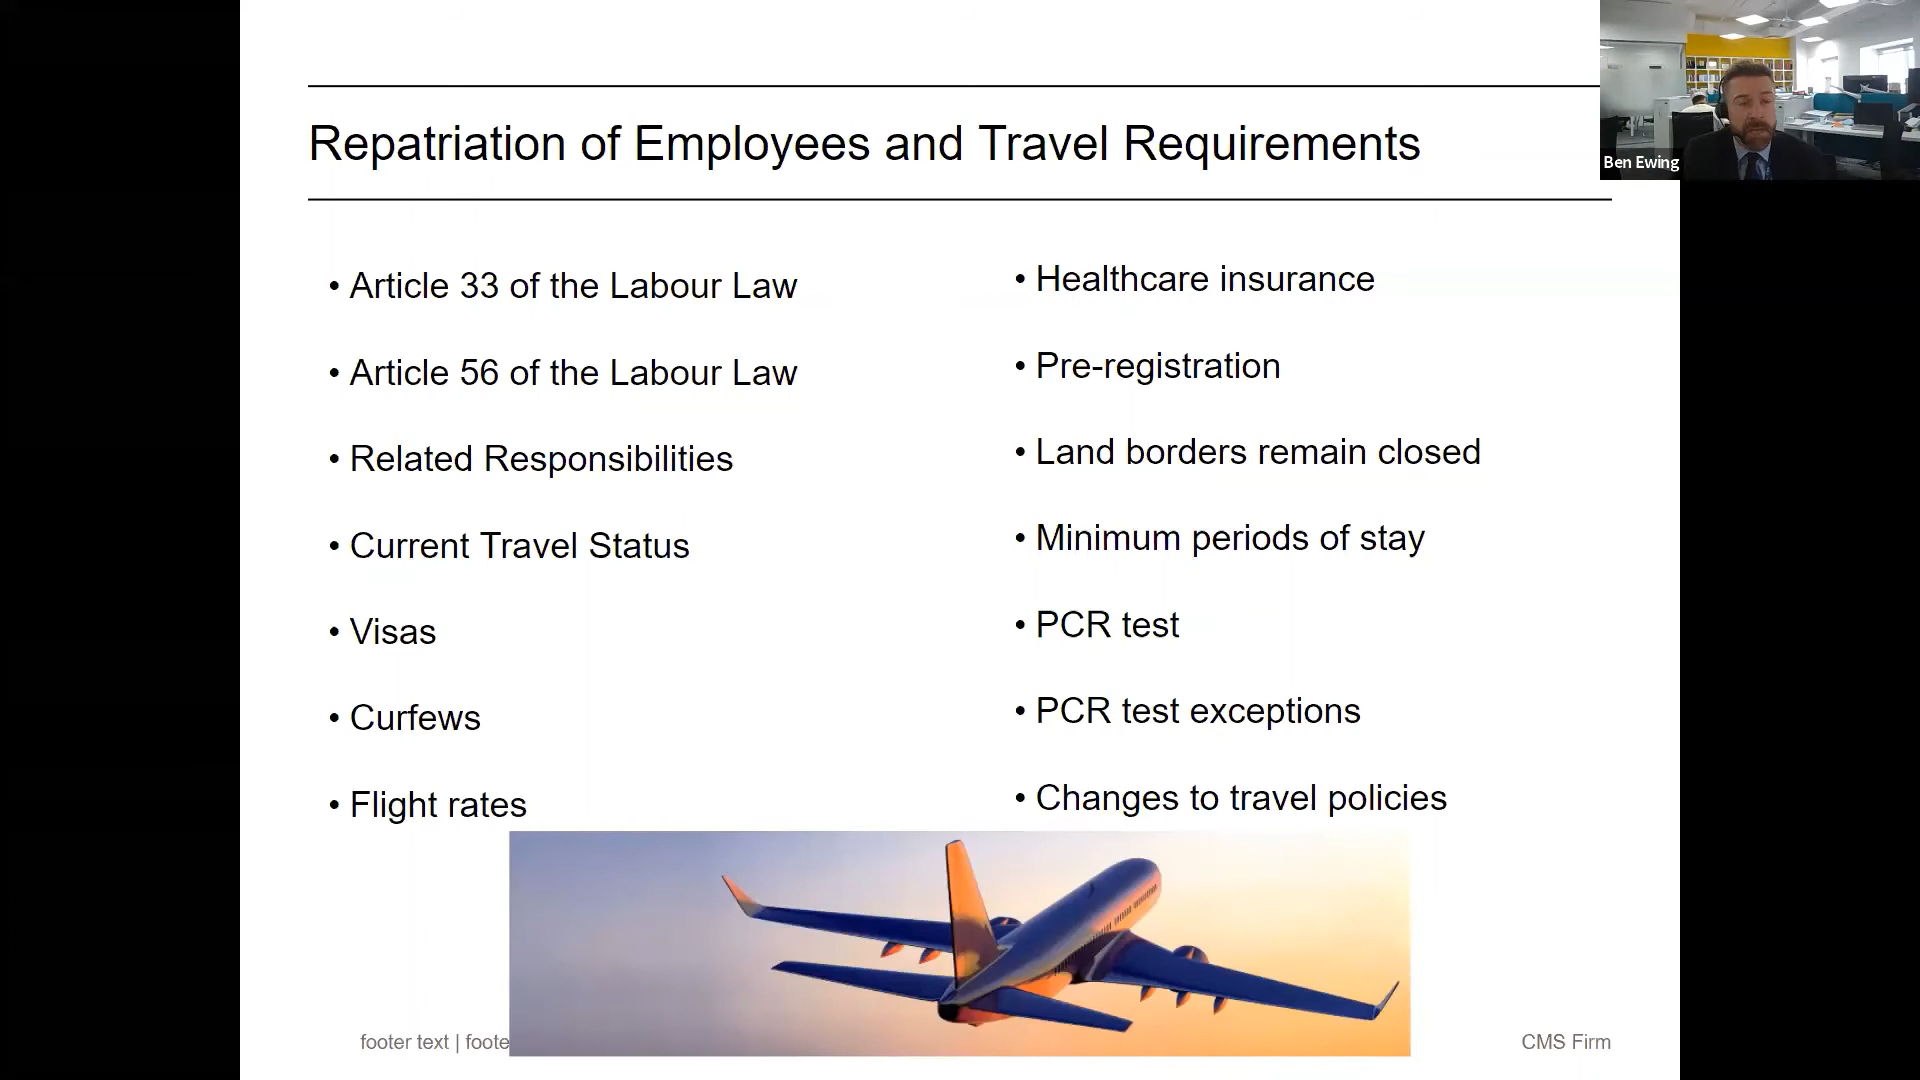 Repatriation of Employees and Travel Requirements
Ben Ewing
• Article 33 of the Labour Law
• Article 56 of the Labour Law
• Related Responsibilities
• Current Travel Status
• Visas
• Curfews
• Flight rates
• Healthcare insurance
• Pre-registration
• Land borders remain closed
• Minimum periods of stay
• PCR test
• PCR test exceptions
• Changes to travel policies
footer text | foote
CMS Firm